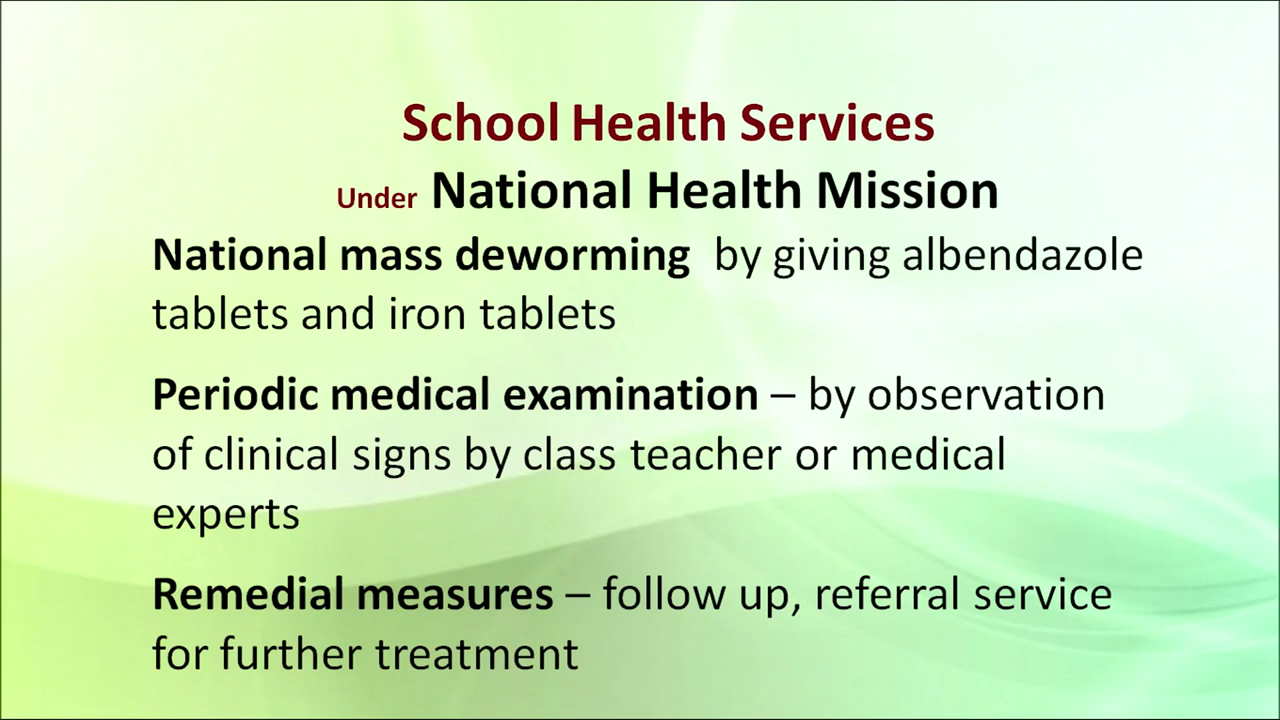 School Health Services
Under National Health Mission
National mass deworming by giving albendazole
tablets and iron tablets
Periodic medical examination – by observation
of clinical signs by class teacher or medical
experts
Remedial measures – follow up, referral service
for further treatment